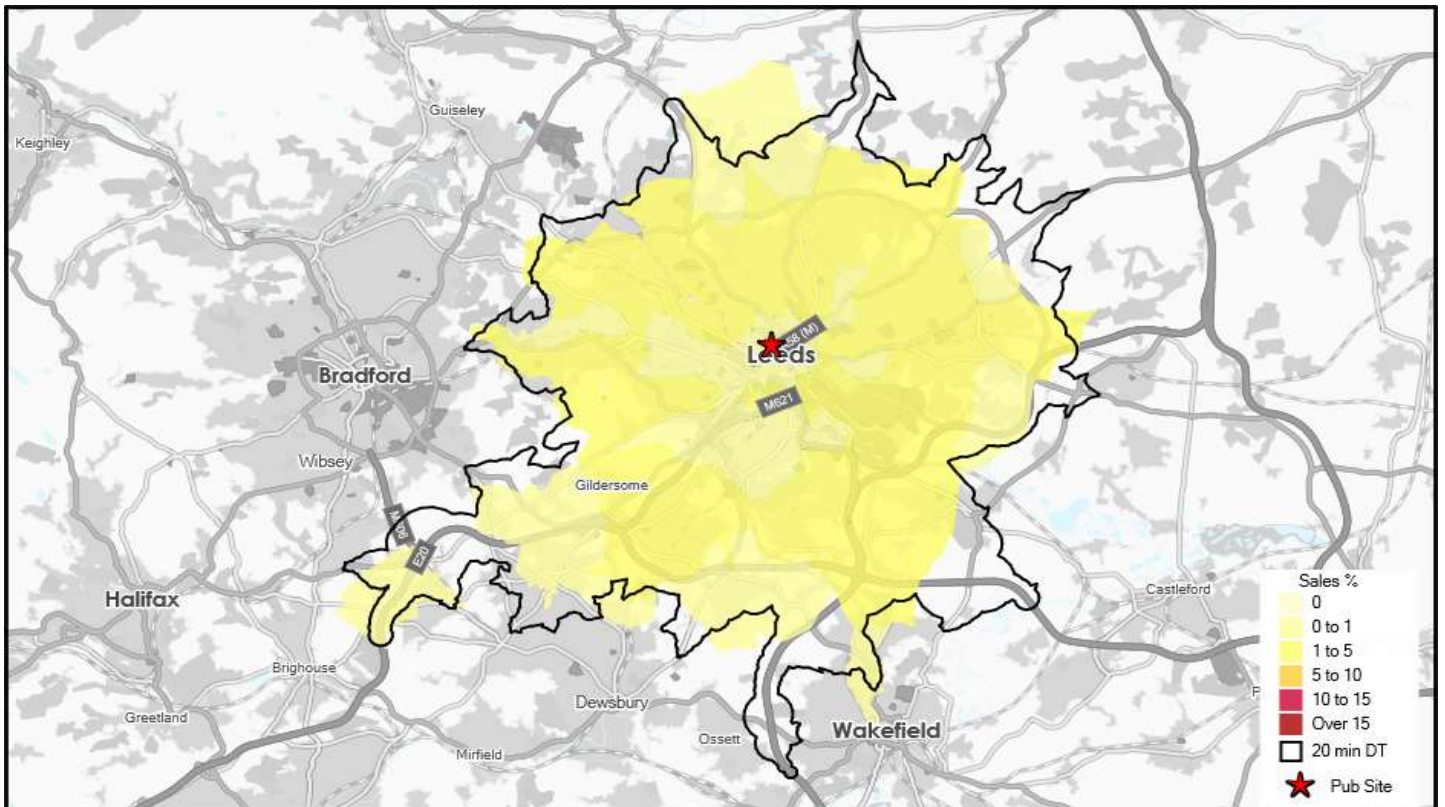 Guiseley
Keighley
A58 (M)
Leeds
Bradford
M621
Wibsey
Gildersome
M606
E20
Halifax
Castleford
Brighouse
Dewsbury
Greetland
Ossett
Wakefield
Mirfield
Sales %
0
0 to 1
1 to 5
5 to 10
10 to 15
Over 15
20 min DT
Pub Site